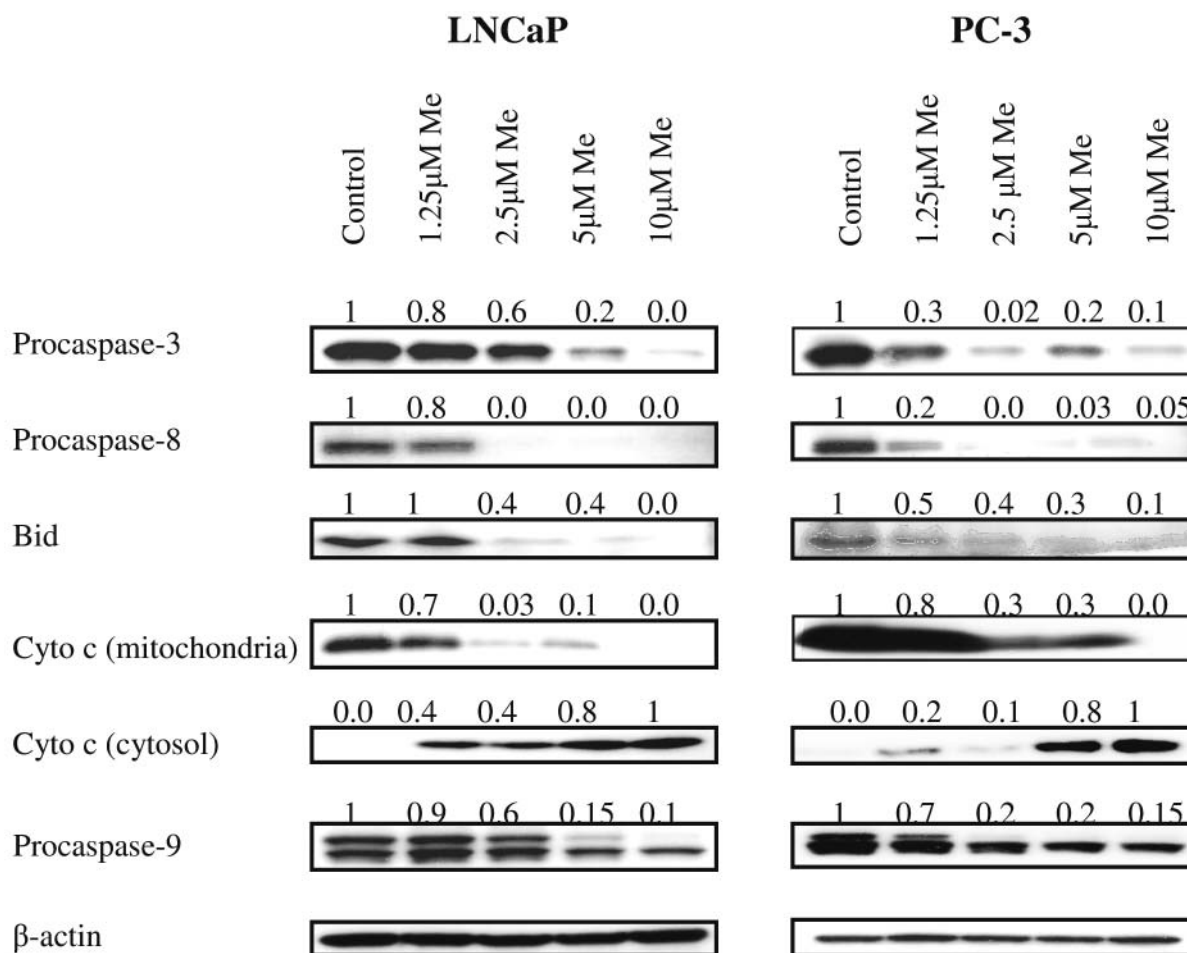 LNCaP PC-3
Control 1.25μM Me 2.5μM Me 5μM Me 10μM Me Control 1.25μM Me 2.5 μM Me 5μM Me 10μM Me
1 0.8 0.6 0.2 0.0 1 0.3 0.02 0.2 0.1
Procaspase-3
1 0.8 0.0 0.0 0.0 1 0.2 0.0 0.03 0.05
Procaspase-8
1 1 0.4 0.4 0.0 1 0.5 0.4 0.3 0.1
Bid
1 0.7 0.03 0.1 0.0 1 0.8 0.3 0.3 0.0
Cyto c (mitochondria)
0.0 0.4 0.4 0.8 1 0.0 0.2 0.1 0.8 1
Cyto c (cytosol)
1 0.9 0.6 0.15 0.1 1 0.7 0.2 0.2 0.15
Procaspase-9
β-actin